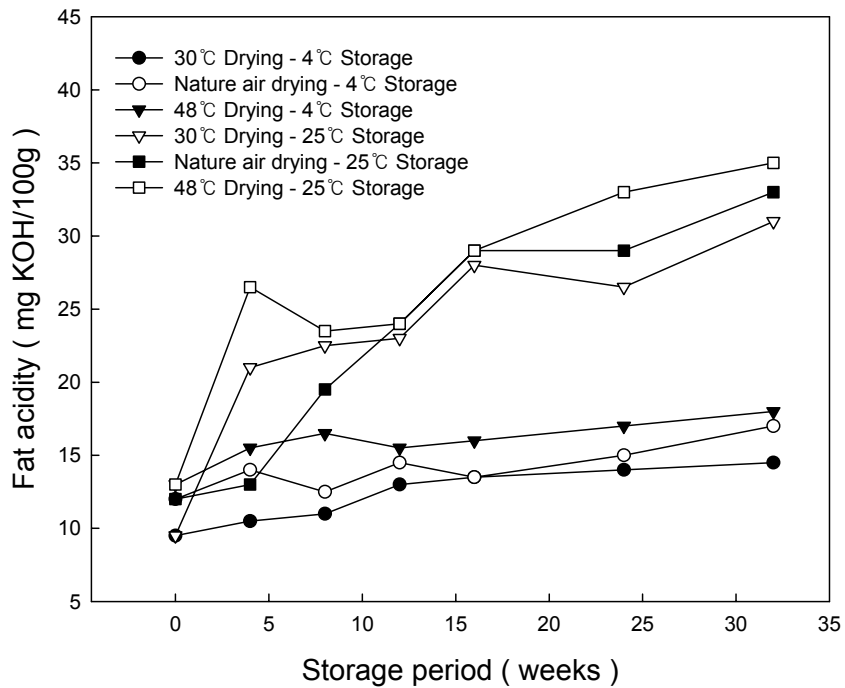 45
40
35
30
25
20
15
10
5
Fat acidity ( mg KOH/100g )
30℃ Drying - 4℃ Storage
Nature air drying - 4℃ Storage
48℃ Drying - 4℃ Storage
30℃ Drying - 25℃ Storage
Nature air drying - 25℃ Storage
48℃ Drying - 25℃ Storage
0 5 10 15 20 25 30 35
Storage period ( weeks )